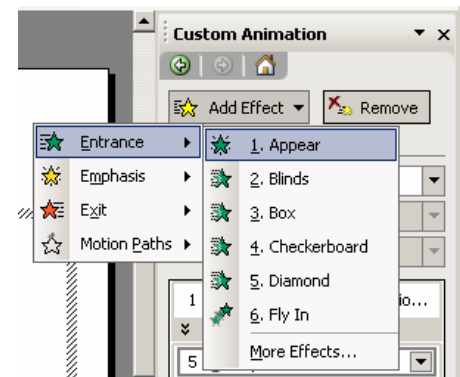 Custom Animation
Add Effect Remove
Entrance
Emphasis
Exit
Motion Paths
1. Appear
2. Blinds
3. Box
4. Checkerboard
5. Diamond
6. Fly In
More Effects...
1 io...
5